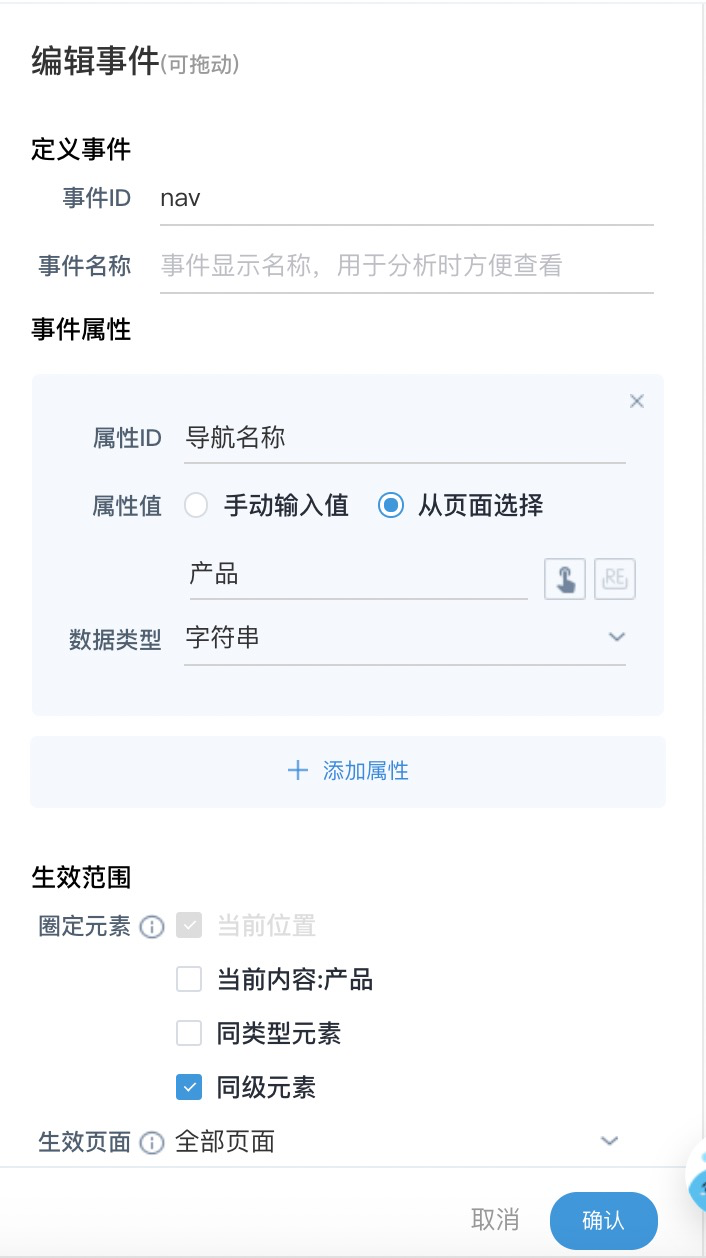 编辑事件(可拖动)
定义事件
事件ID nav
事件名称 事件显示名称，用于分析时方便查看
事件属性
属性ID 导航名称
属性值 手动输入值 从页面选择
产品 RE
数据类型 字符串
添加属性
生效范围
圈定元素 当前位置
当前内容:产品
同类型元素
同级元素
生效页面 全部页面
取消 确认